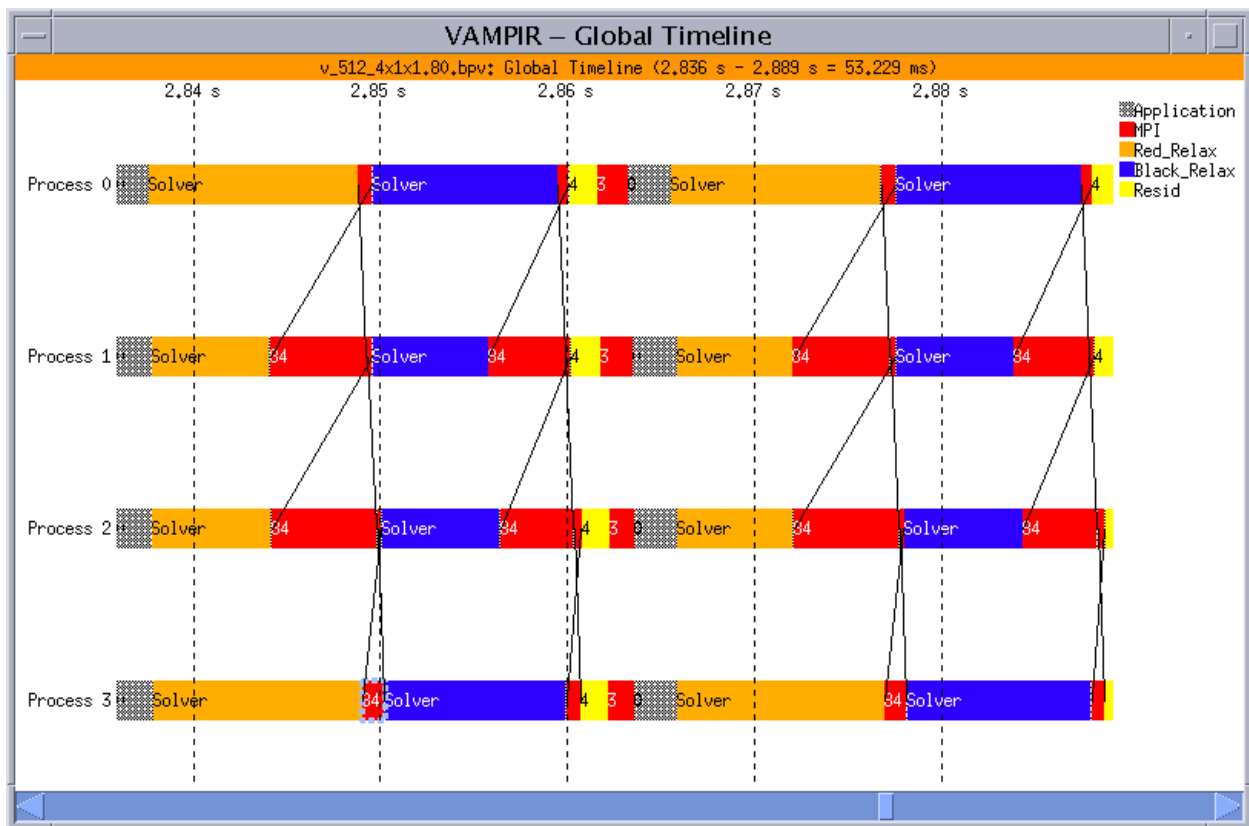 VAMPIR – Global Timeline
v_512_4x1x1.80.bpv: Global Timeline (2.836 s - 2.889 s = 53.229 ms)
2.84 s 2.85 s 2.86 s 2.87 s 2.88 s
Application
MPI
Red_Relax
Black_Relax
Resid
Process 0 Solver Solver 4 3 0 Solver Solver 4
Process 1 Solver 34 Solver 34 4 3 Solver 34 Solver 34 4
Process 2 Solver 34 Solver 34 4 3 0 Solver 34 Solver 34
Process 3 Solver 34 Solver 4 3 0 Solver 34 Solver